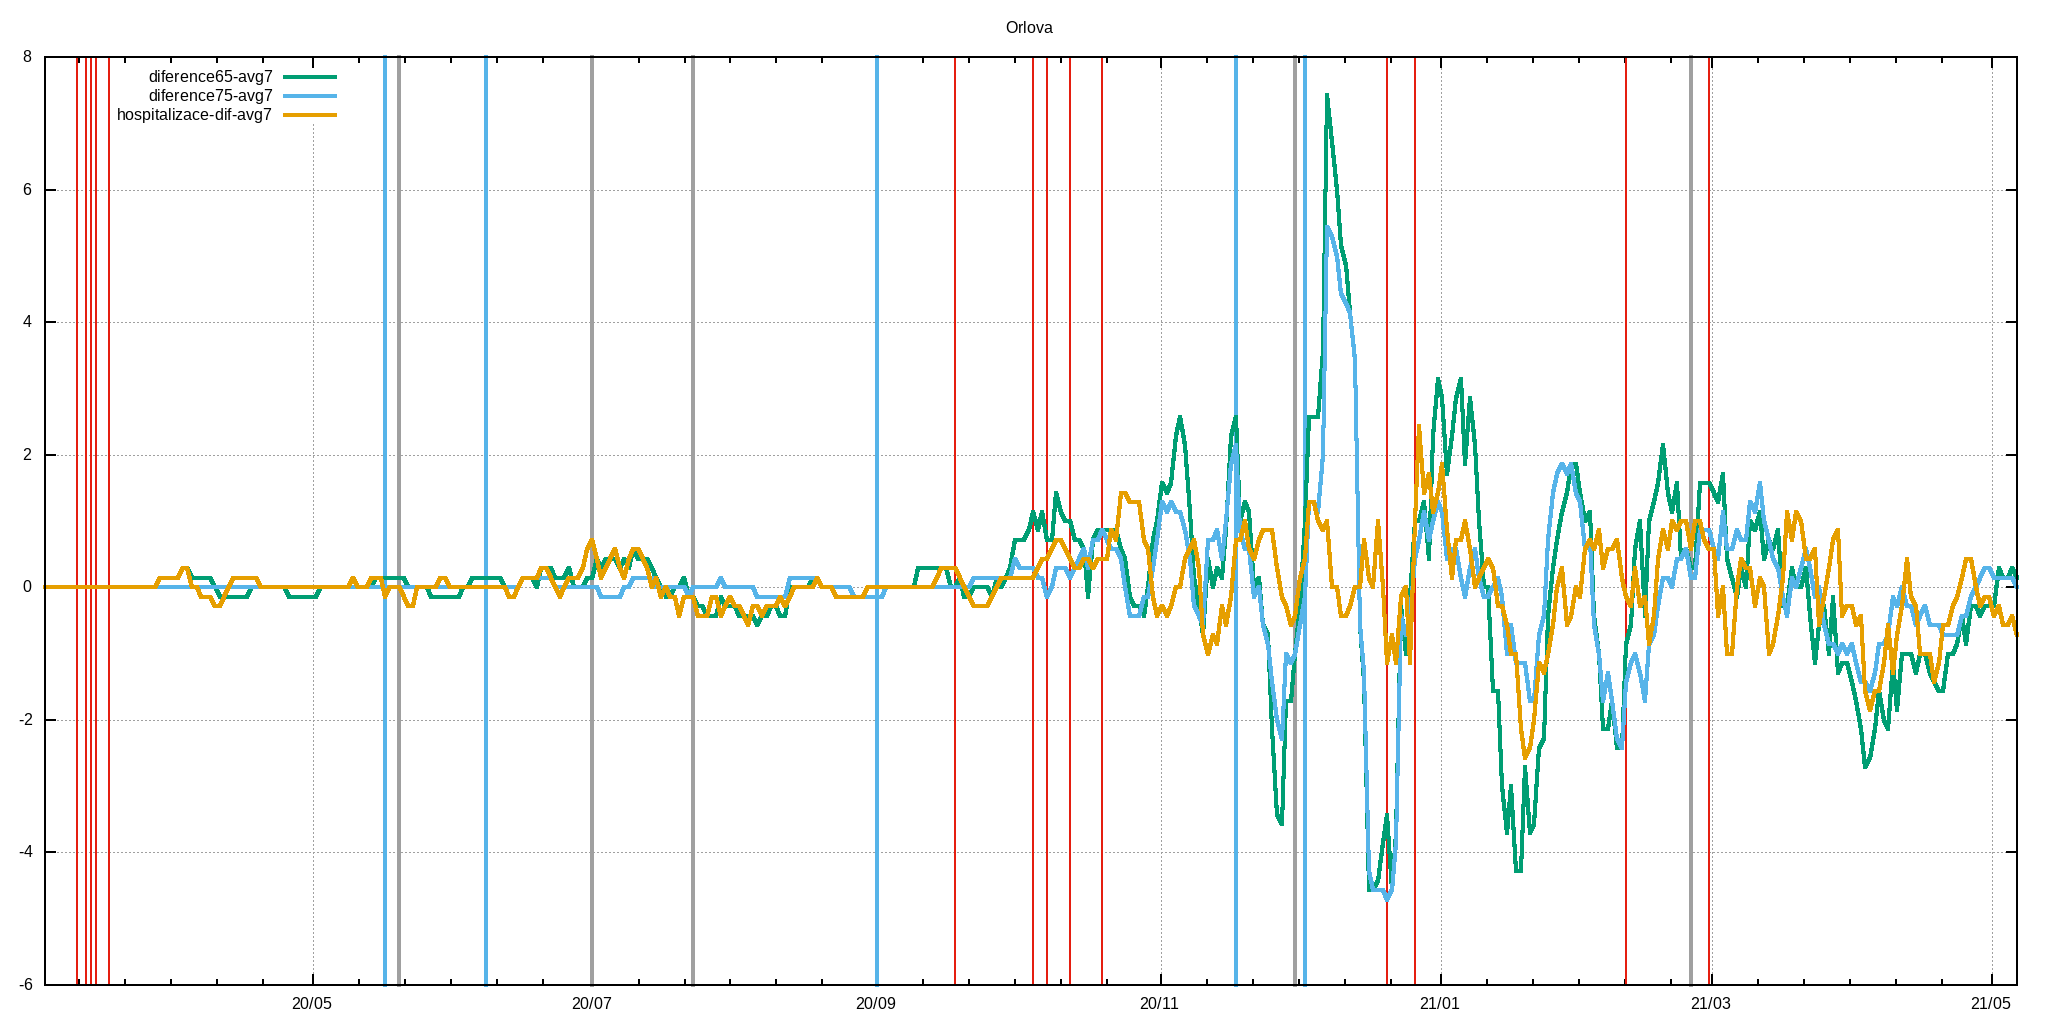 Orlova
8
diference65-avg7
diference75-avg7
hospitalizace-dif-avg7
6
4
2
0
-2
-4
-6
20/05 20/07 20/09 20/11 21/01 21/03 21/05